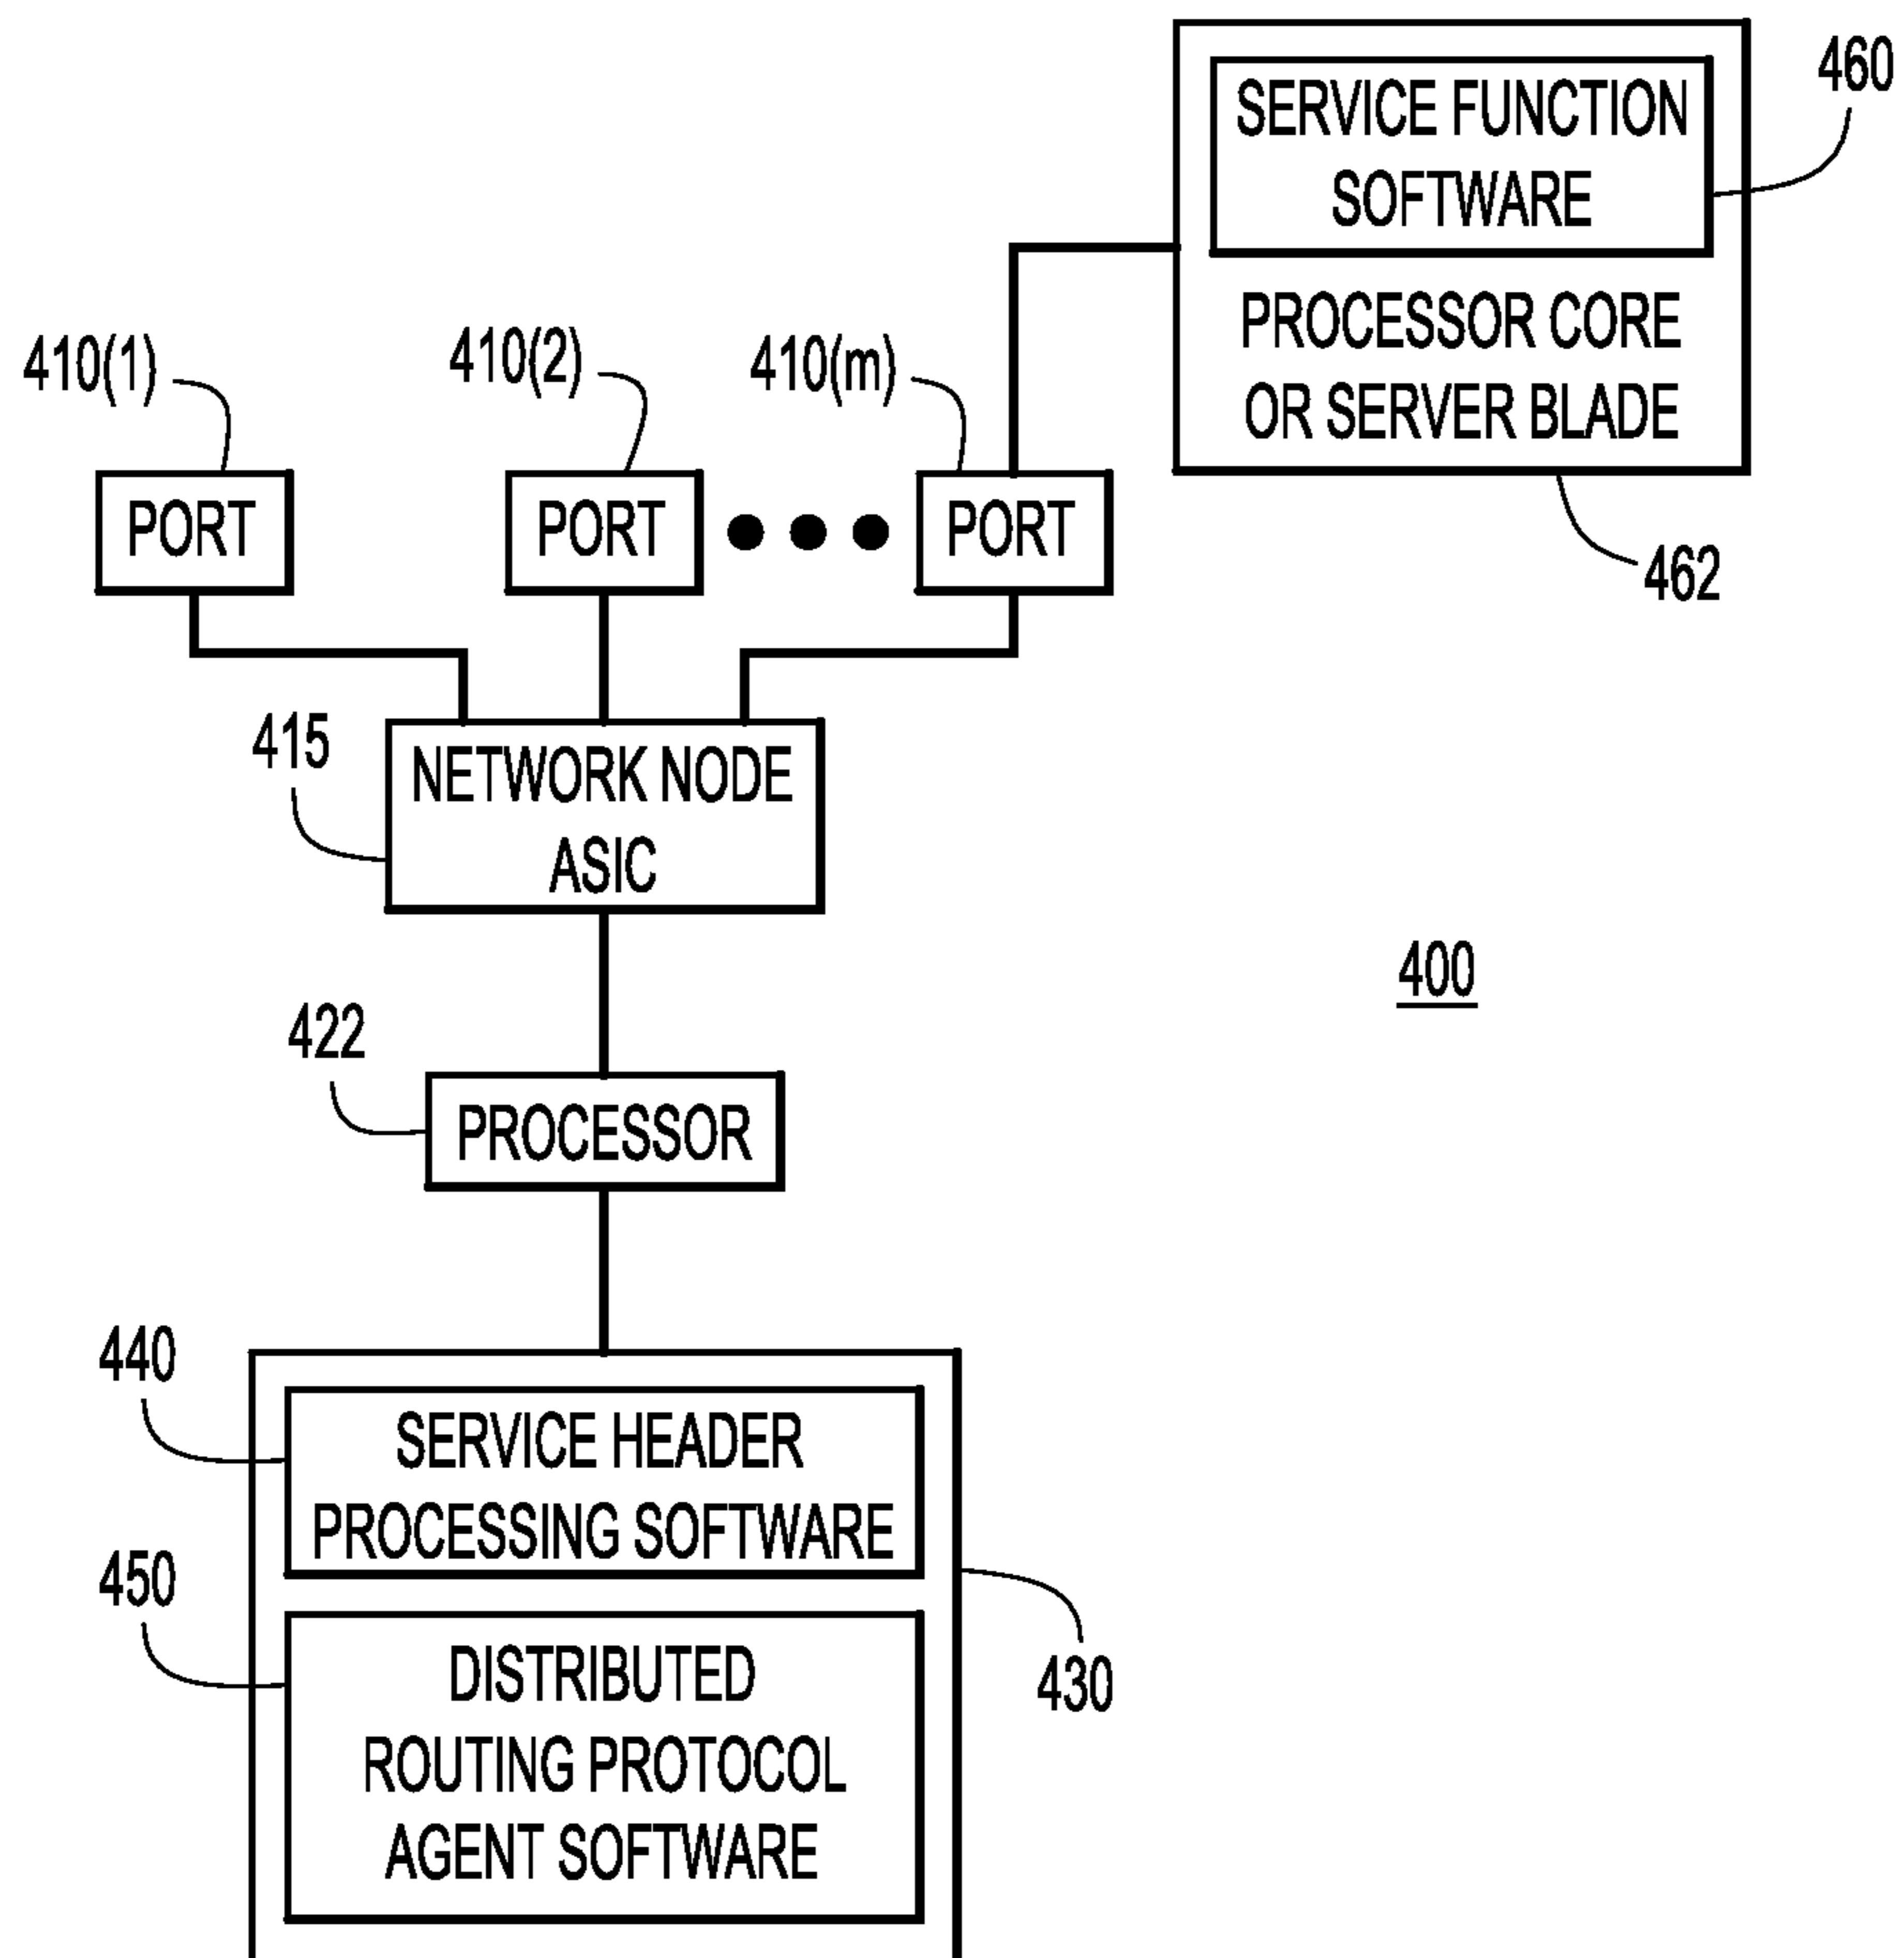 460
SERVICE FUNCTION
SOFTWARE
PROCESSOR CORE
OR SERVER BLADE
462
410(1)
410(2)
410(m)
PORT
PORT
PORT
415
NETWORK NODE
ASIC
400
422
PROCESSOR
440
SERVICE HEADER
PROCESSING SOFTWARE
450
DISTRIBUTED
ROUTING PROTOCOL
AGENT SOFTWARE
430